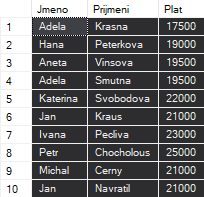 Jmeno Prijmeni Plat
1 Adela Krasna 17500
2 Hana Peterkova 19000
3 Aneta Vinsova 19500
4 Adela Smutna 19500
5 Katerina Svobodova 22000
6 Jan Kraus 21000
7 Ivana Pecliva 23000
8 Petr Chocholous 25000
9 Michal Cerny 21000
10 Jan Navratil 21000